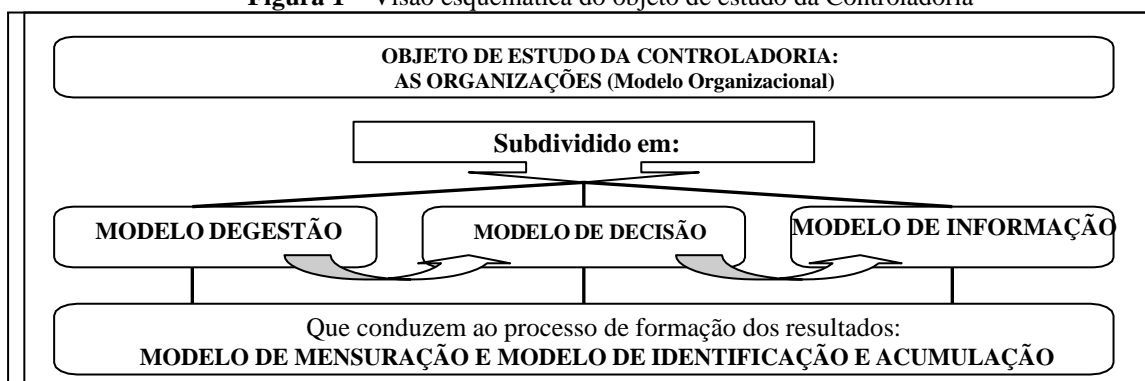 Figura 1 – Visão esquemática do objeto de estudo da Controladoria
OBJETO DE ESTUDO DA CONTROLADORIA:
AS ORGANIZAÇÕES (Modelo Organizacional)
Subdividido em:
MODELO DEGESTÃO
MODELO DE DECISÃO
MODELO DE INFORMAÇÃO
Que conduzem ao processo de formação dos resultados:
MODELO DE MENSURAÇÃO E MODELO DE IDENTIFICAÇÃO E ACUMULAÇÃO